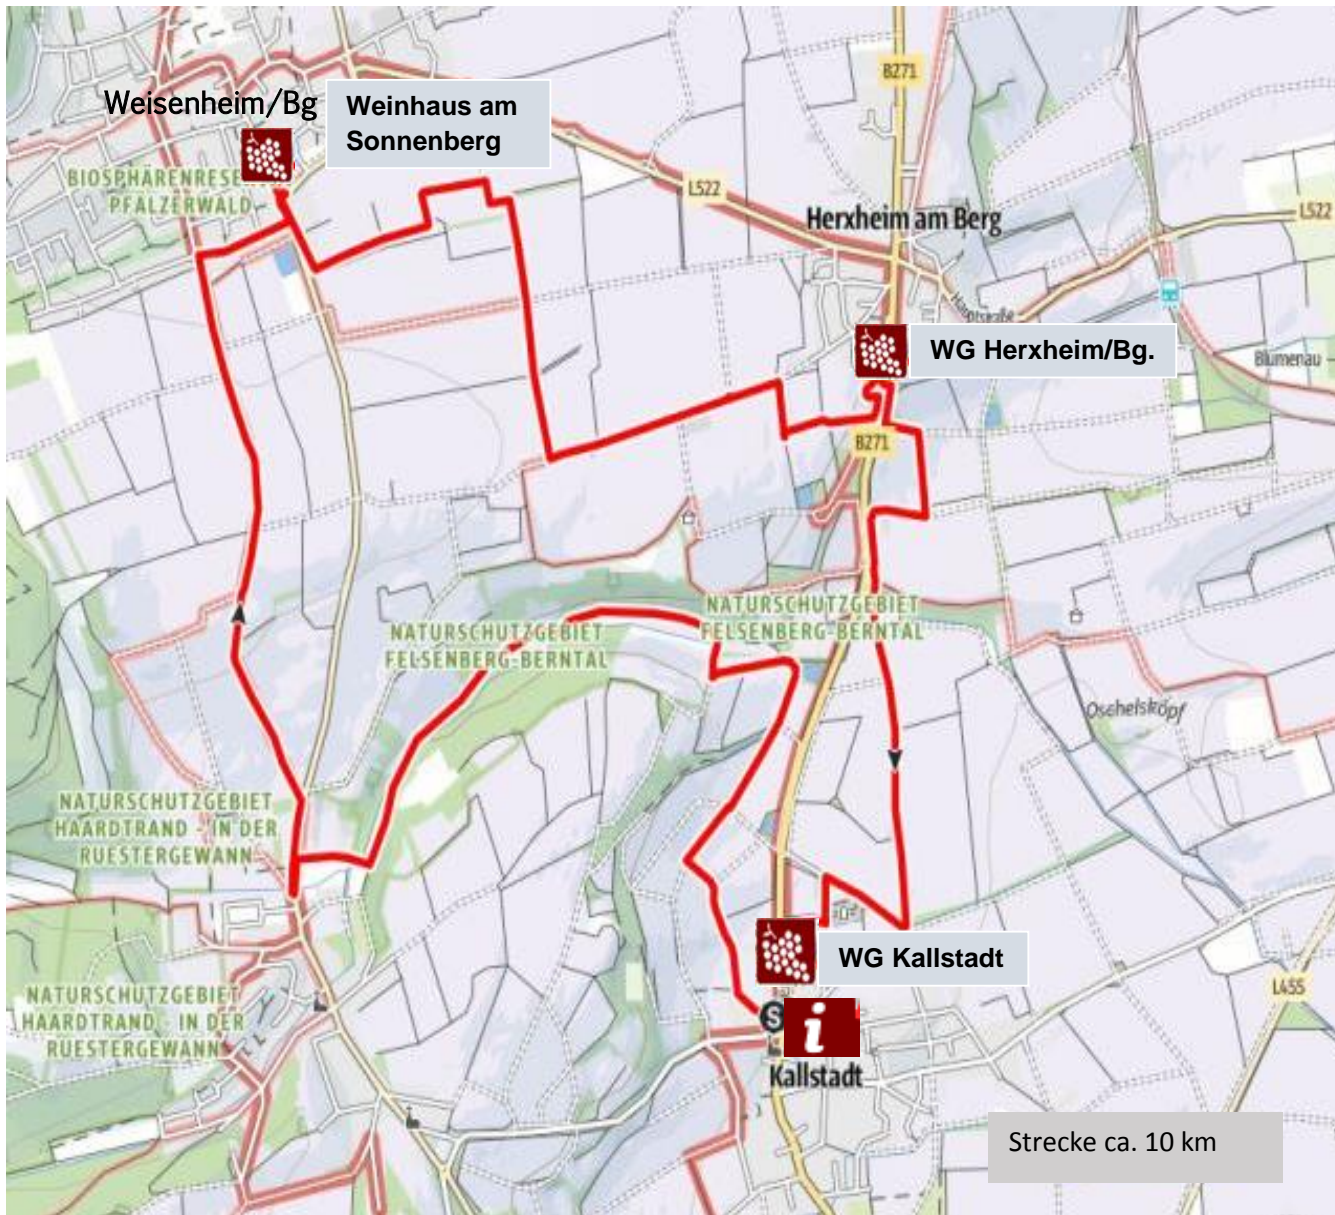 B271
Weisenheim/Bg
Weinhaus am
Sonnenberg
BIOSPHÄRENRESE
PFÄLZERWALD
L522
Herxheim am Berg
L522
Hauptstraße
WG Herxheim/Bg.
Blumenau
B271
NATURSCHUTZGEBIET
FELSENBERG-BERNTAL
NATURSCHUTZGEBIET
FELSENBERG-BERNTAL
Oschelskopf
NATURSCHUTZGEBIET
HAARDTRAND - IN DER
RUESTERGEWANN
WG Kallstadt
NATURSCHUTZGEBIET
HAARDTRAND - IN DER
RUESTERGEWANN
L455
S
i
Kallstadt
Strecke ca. 10 km